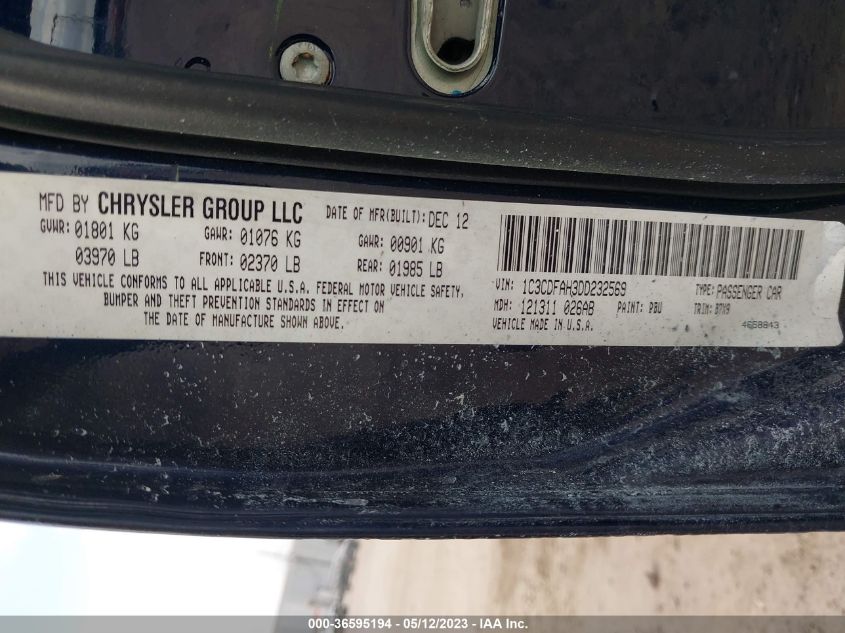 MFD BY CHRYSLER GROUP LLC DATE OF MFR(BUILT): DEC 12
GVWR: 01801 KG GAWR: 01076 KG GAWR: 00901 KG
03970 LB FRONT: 02370 LB REAR: 01985 LB
THIS VEHICLE CONFORMS TO ALL APPLICABLE U.S.A. FEDERAL MOTOR VEHICLE SAFETY,
BUMPER AND THEFT PREVENTION STANDARDS IN EFFECT ON
THE DATE OF MANUFACTURE SHOWN ABOVE.
VIN: 1C3CDFAH3DD232569 TYPE: PASSENGER CAR
MDH: 121311 026AB PAINT: PBU TRIM: B7X9
VEHICLE MADE IN U.S.A. 4658843
000-36595194 - 05/12/2023 - IAA Inc.